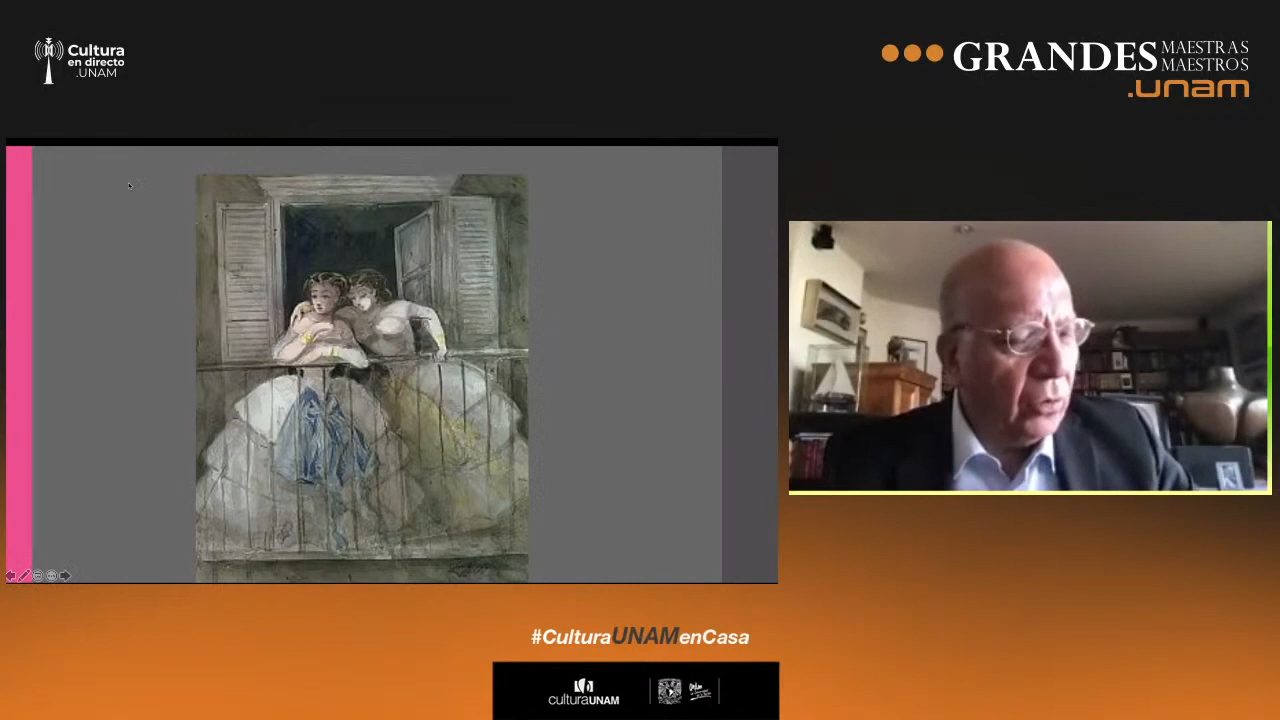 Cultura
en directo
.UNAM
GRANDES MAESTRAS
MAESTROS
.unam
#CulturaUNAMenCasa
culturaUNAM